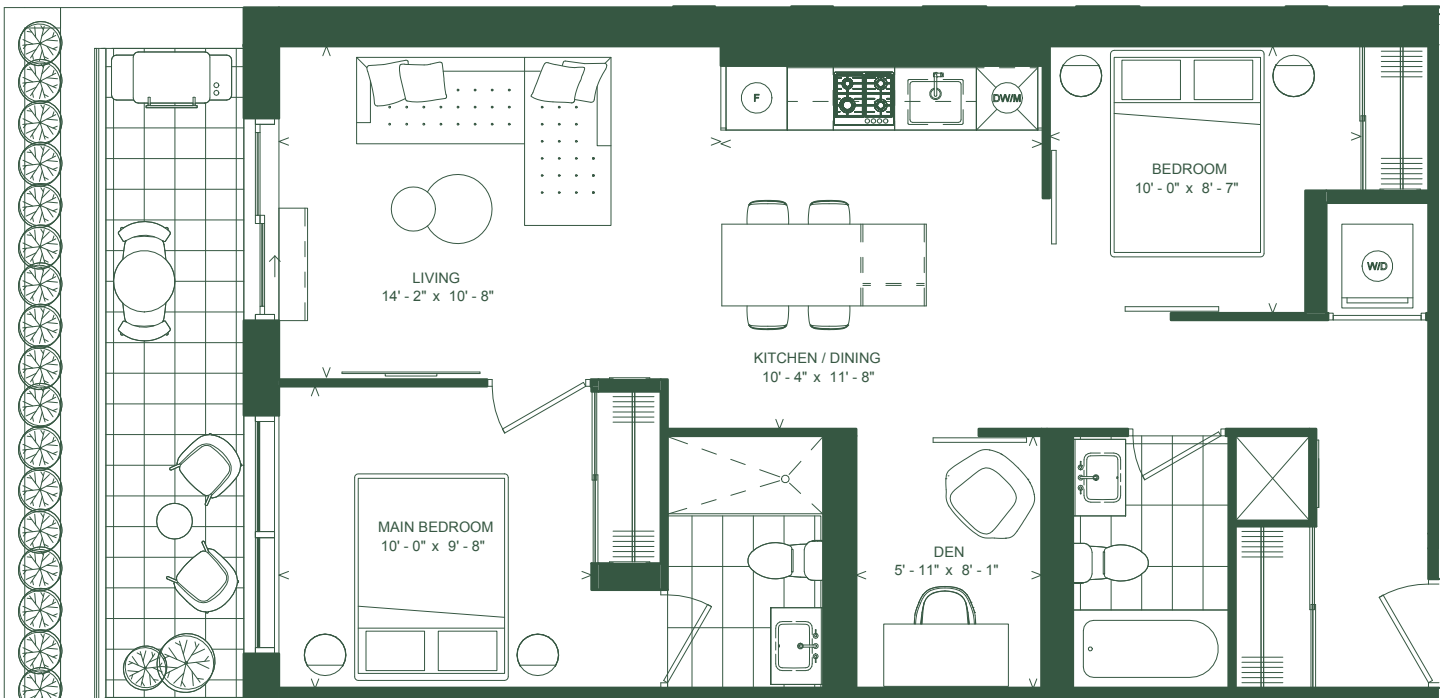 F
DW/M
BEDROOM
10' - 0" x 8' - 7"
W/D
LIVING
14' - 2" x 10' - 8"
KITCHEN / DINING
10' - 4" x 11' - 8"
MAIN BEDROOM
10' - 0" x 9' - 8"
DEN
5' - 11" x 8' - 1"